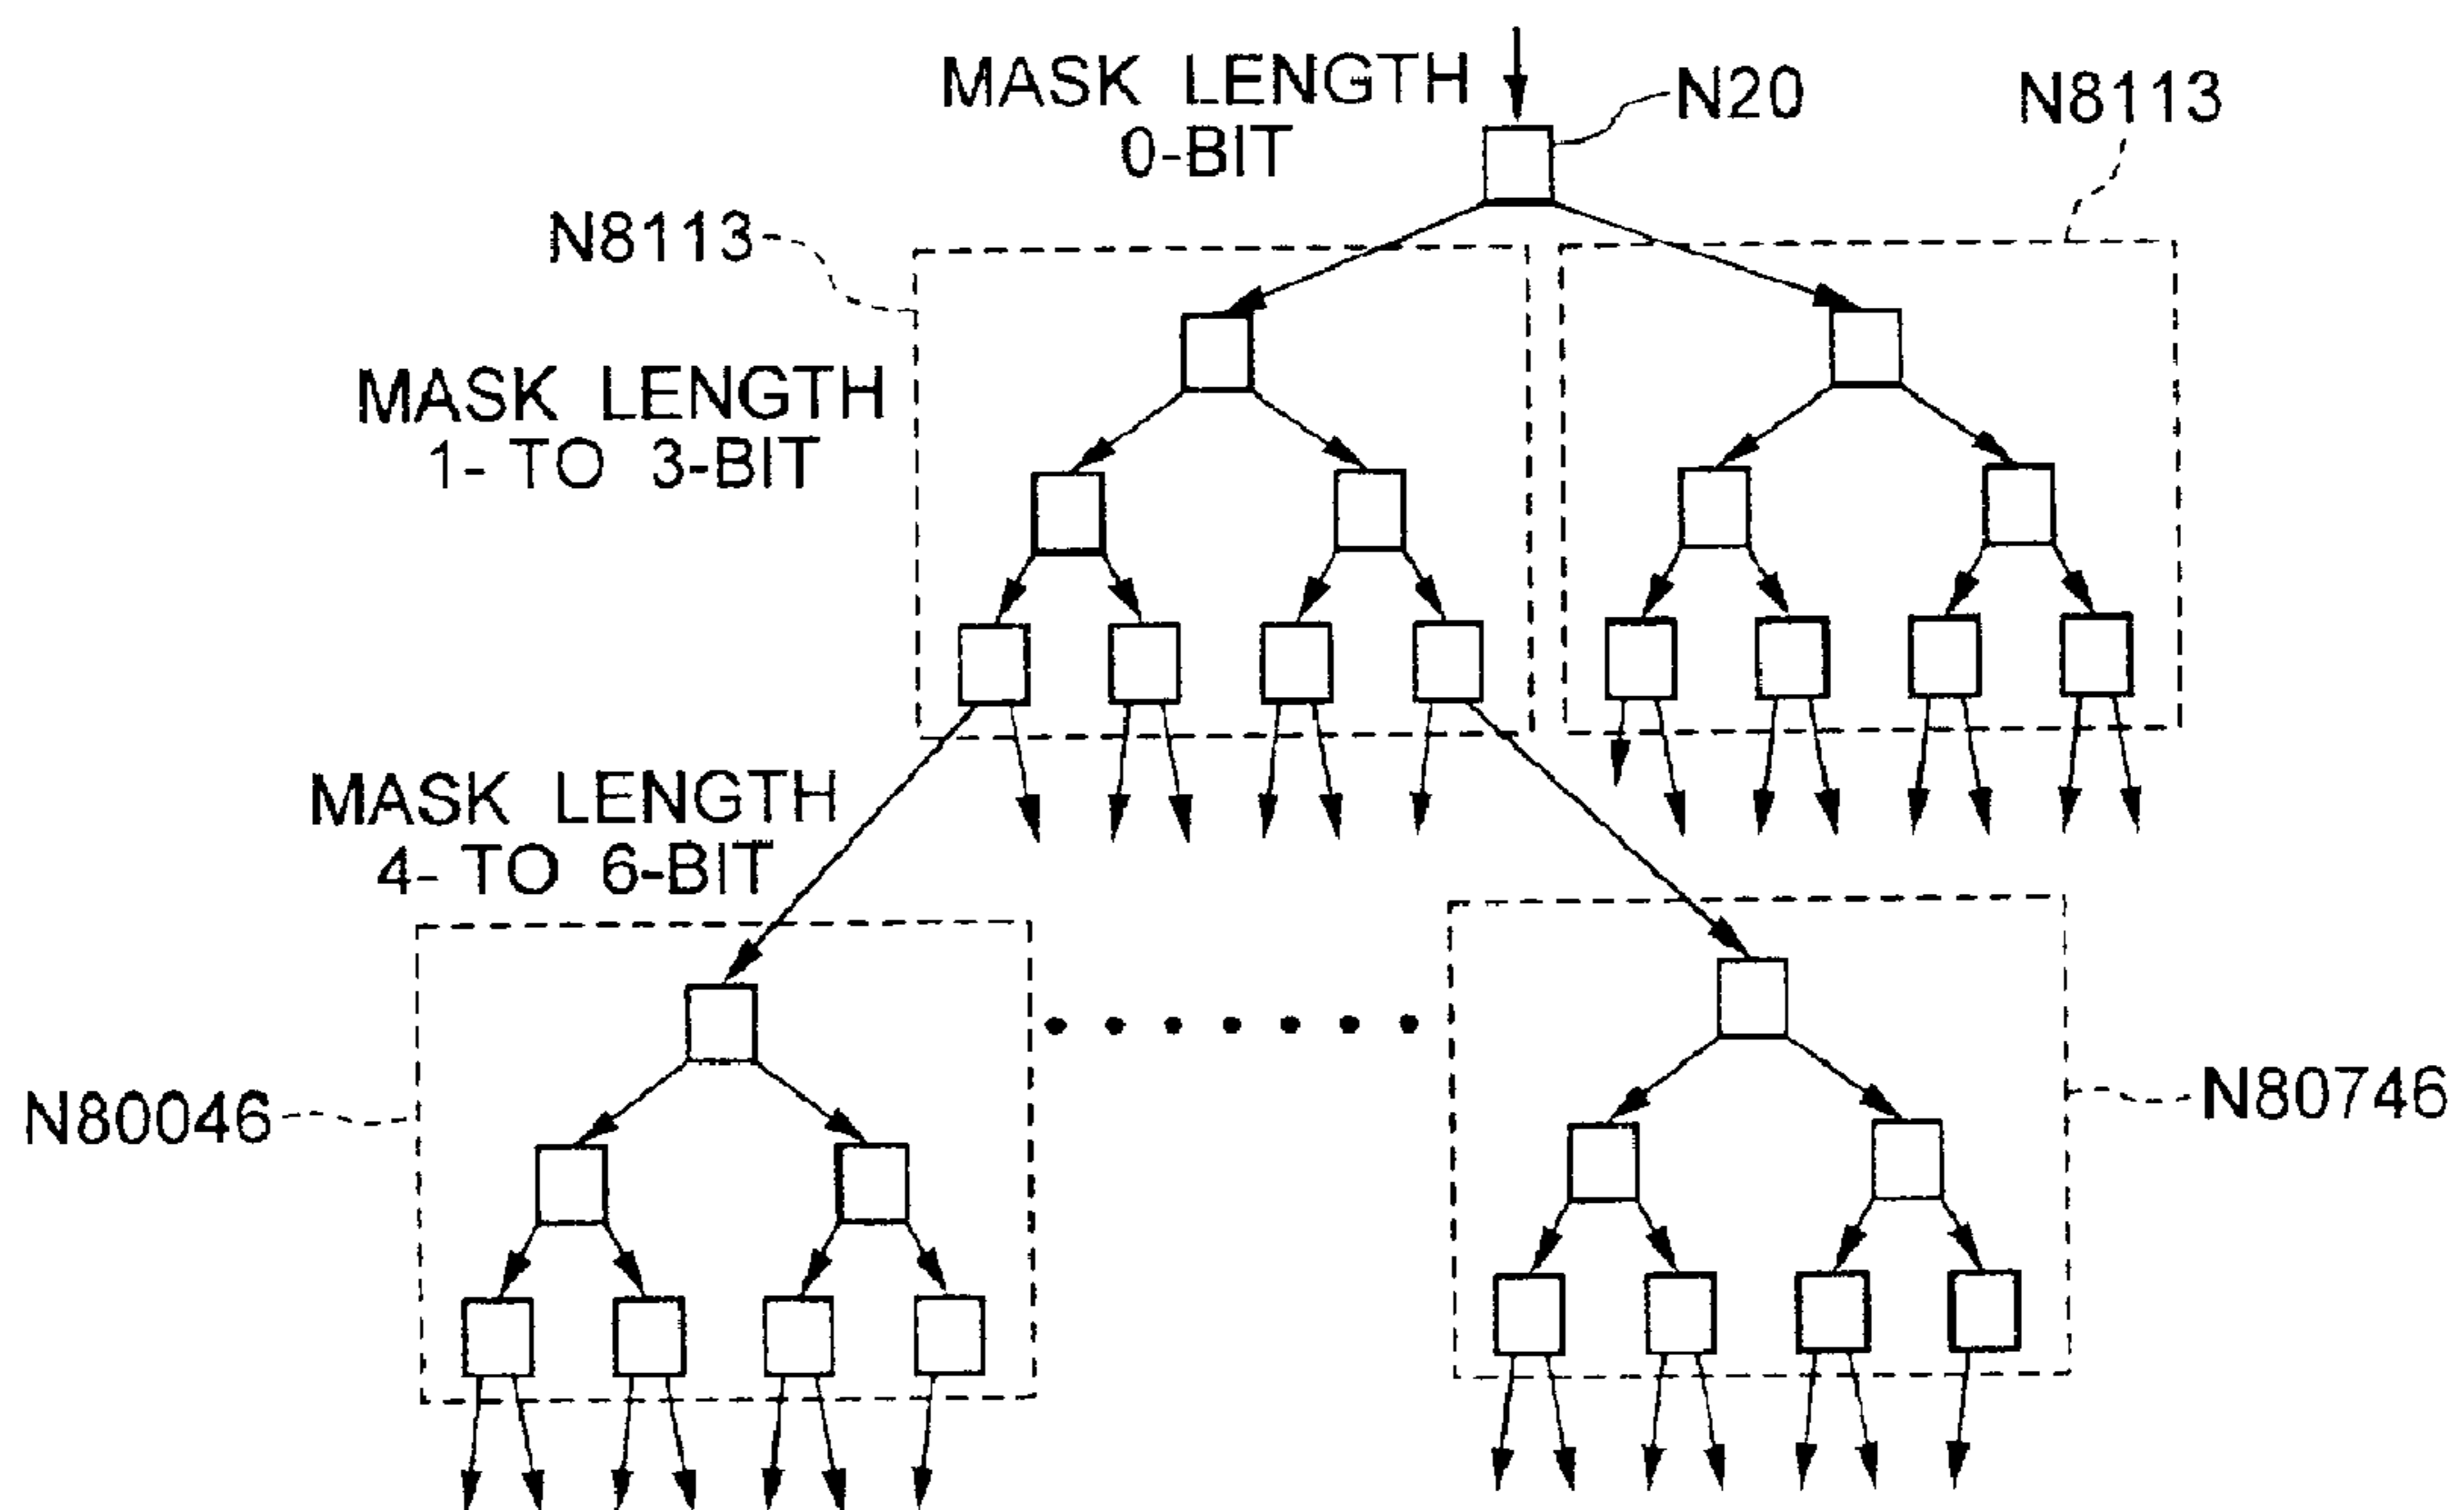 MASK LENGTH
0-BIT
N20
N8113
N8113
MASK LENGTH
1- TO 3-BIT
MASK LENGTH
4- TO 6-BIT
N80046
N80746